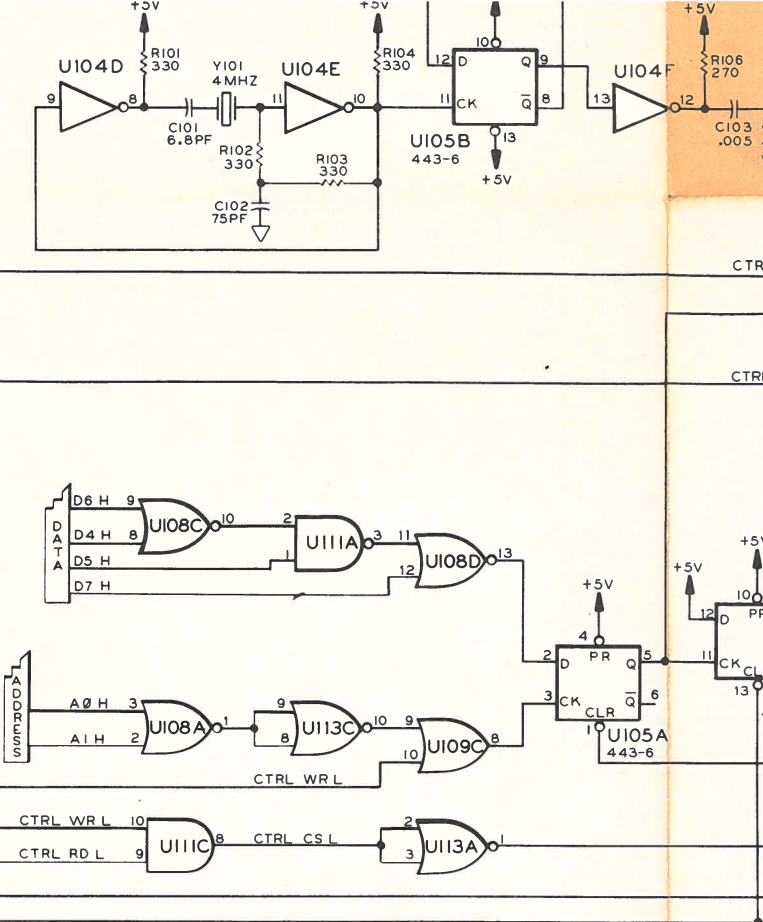 +5V
+5V
+5V
R101
330
R104
330
R106
270
U104D
Y101
4MHZ
U104E
U104F
9
8
11
10
C101
6.8PF
R102
330
R103
330
C102
75PF
10
12 D
Q 9
11 CK
Q 8
13
U105B
443-6
+5V
13
12
C103
.005
CTR
CTR
DATA
D6 H 9
D4 H 8
D5 H
D7 H
U108C
10
2
1
U111A
3
11
12
U108D
13
+5V
4
PR
2 D
Q 5
3 CK
Q 6
CLR
1
U105A
443-6
+5V
+5V
10
PR
12 D
11 CK
CL
13
ADDRESS
AØ H 3
A1 H 2
U108A
1
9
8
U113C
10
9
10
U109C
8
CTRL WR L
CTRL WR L 10
CTRL RD L 9
U111C
8
CTRL CS L
2
3
U113A
1